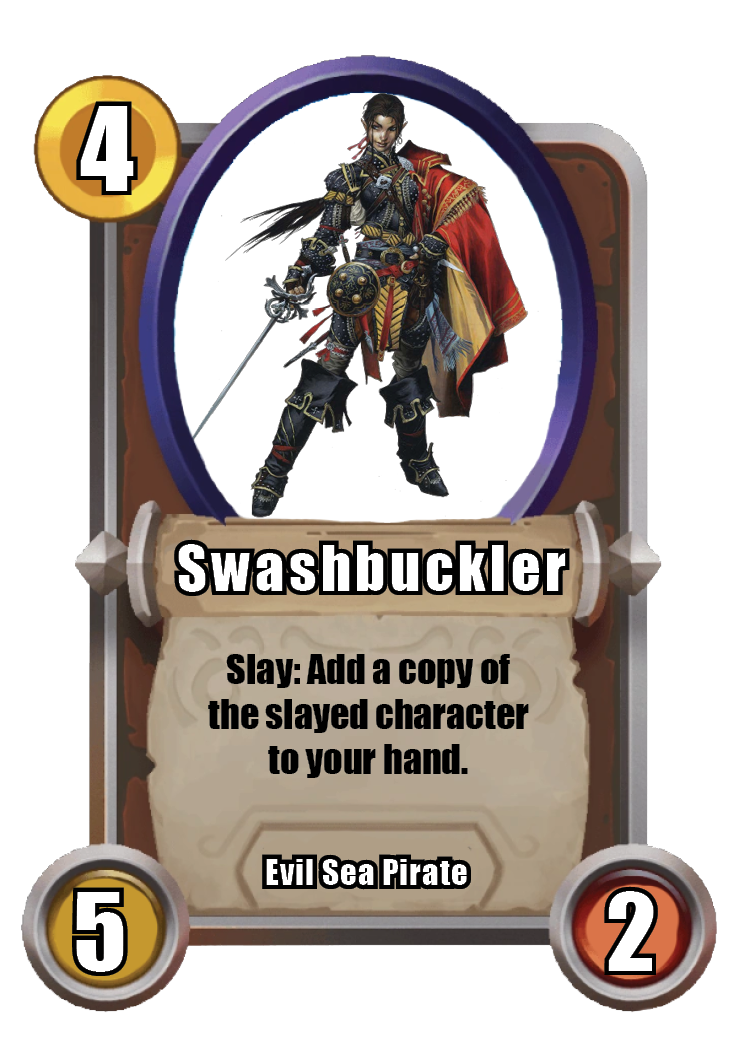 4
Swashbuckler
Slay: Add a copy of
the slayed character
to your hand.
Evil Sea Pirate
5
2